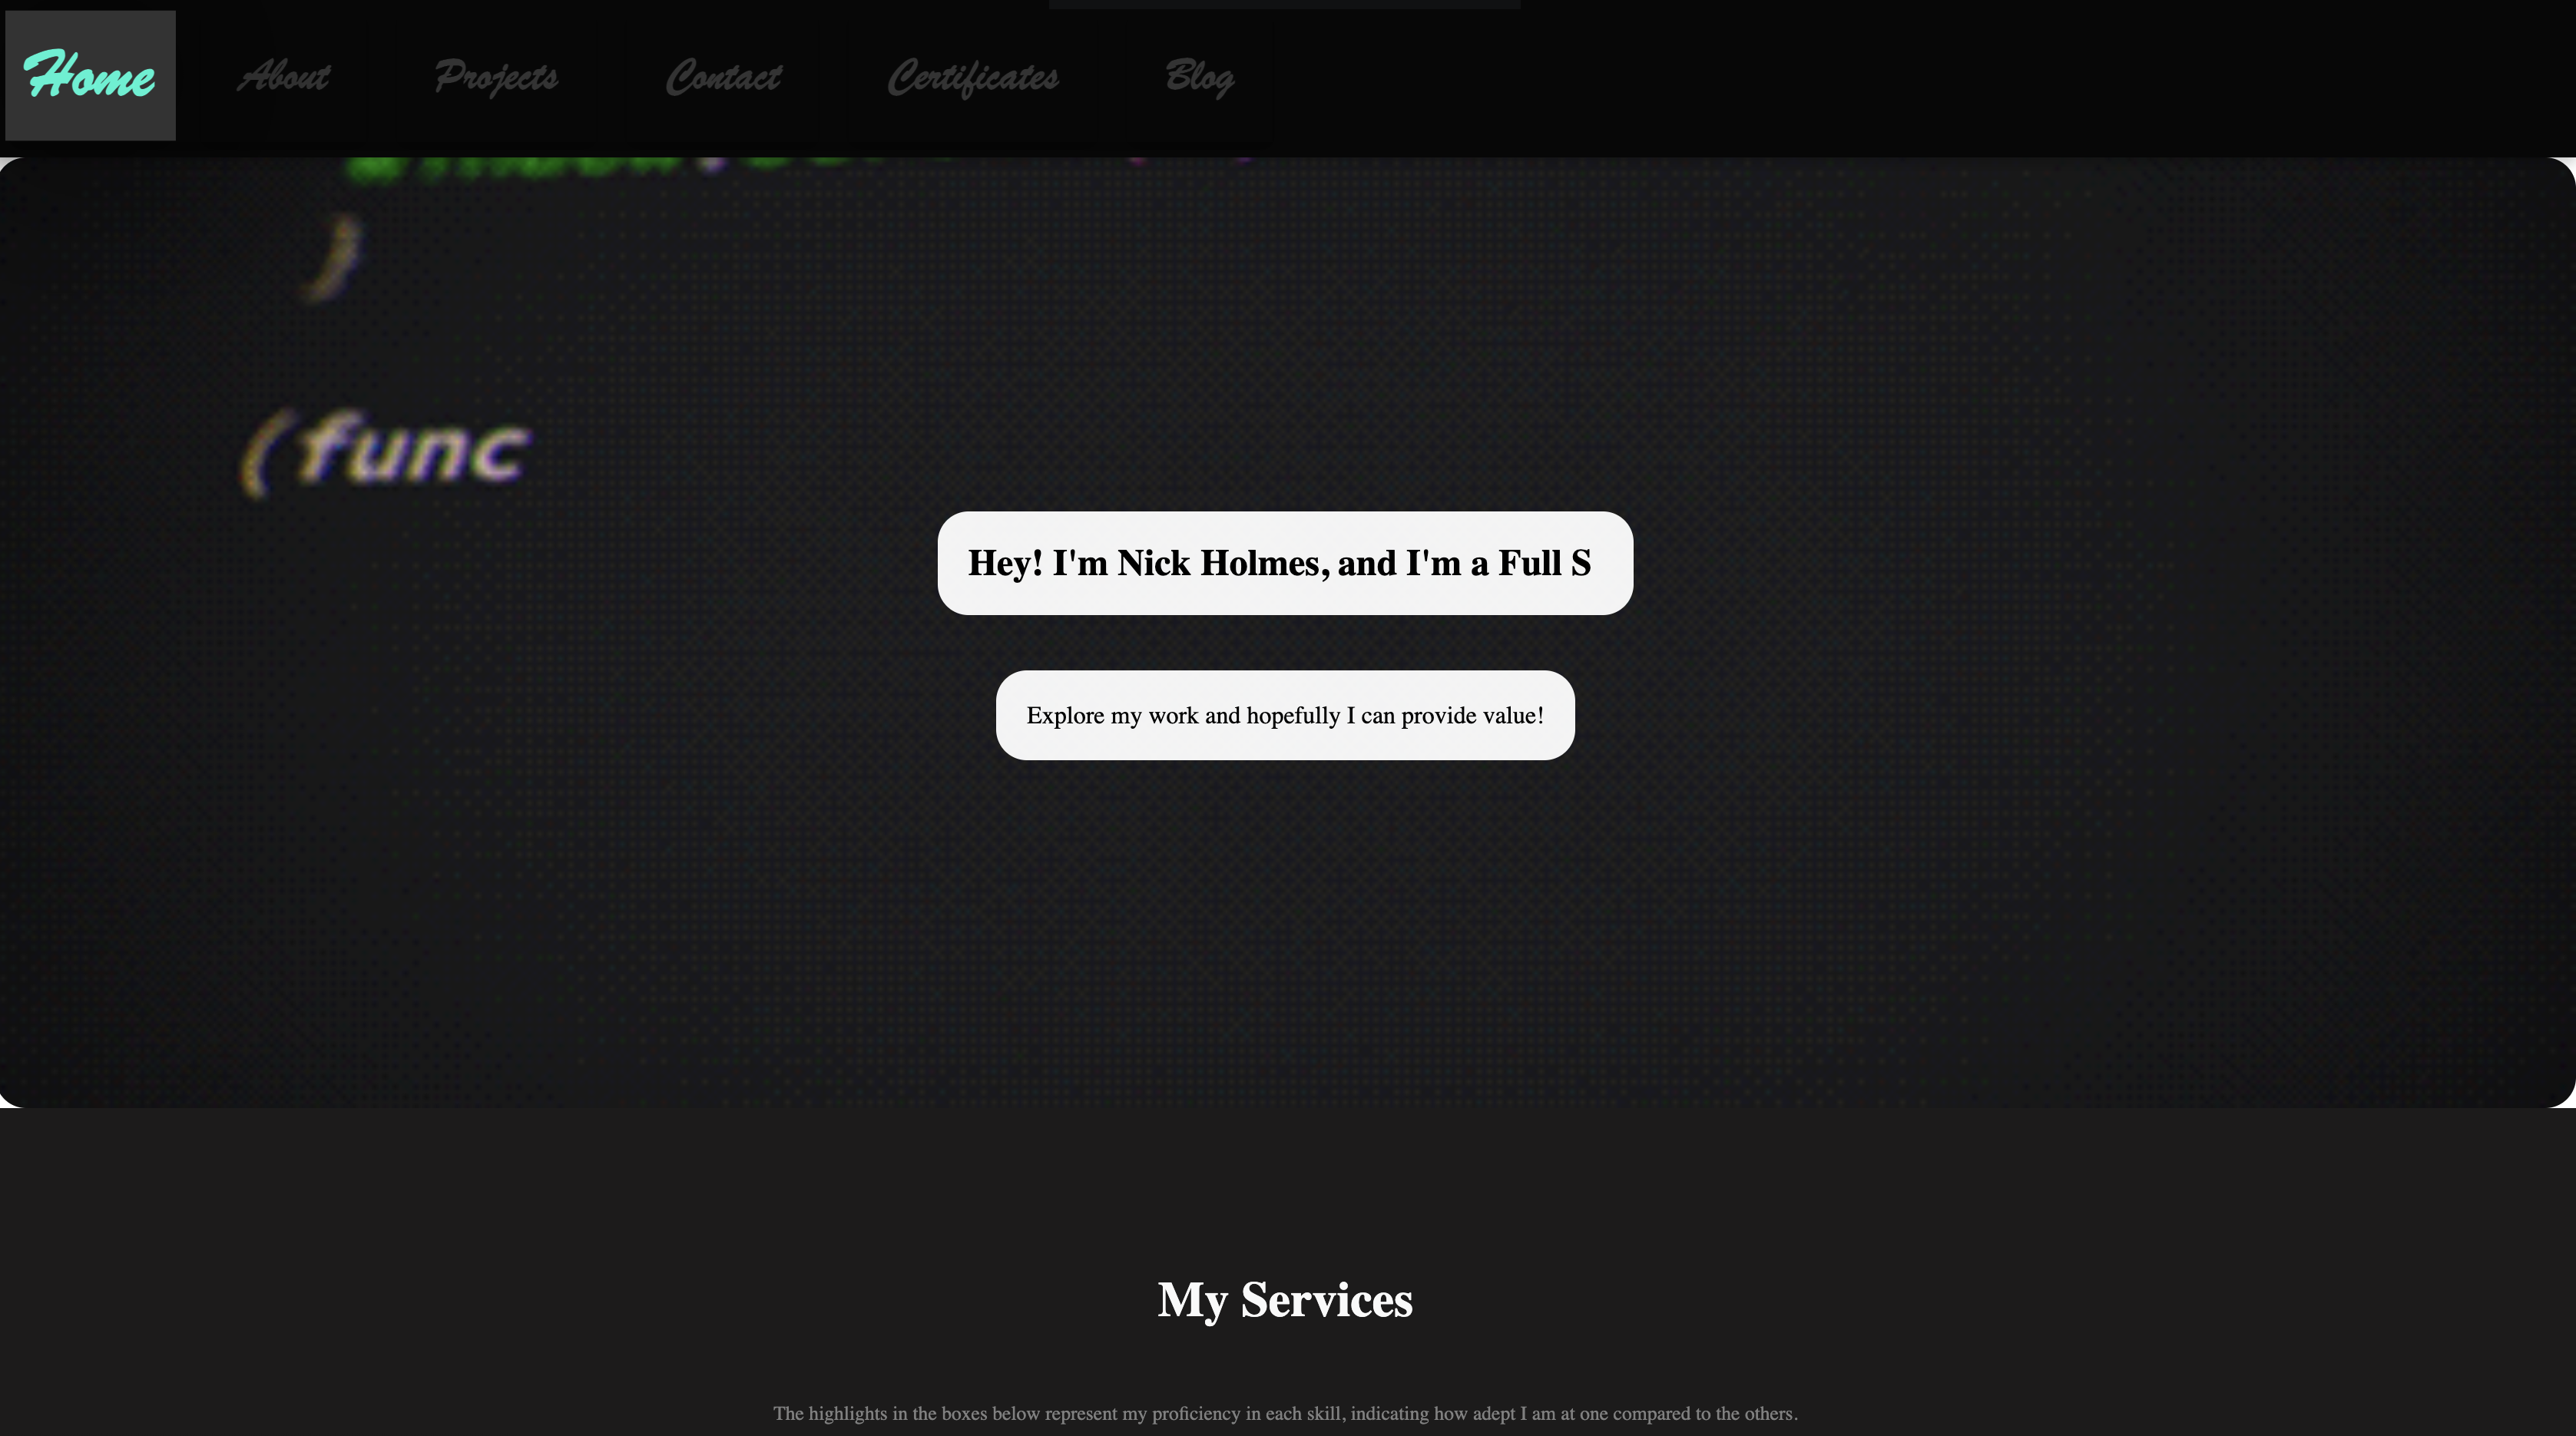 Home About Projects Contact Certificates Blog
)
(func
Hey! I'm Nick Holmes, and I'm a Full S
Explore my work and hopefully I can provide value!
My Services
The highlights in the boxes below represent my proficiency in each skill, indicating how adept I am at one compared to the others.